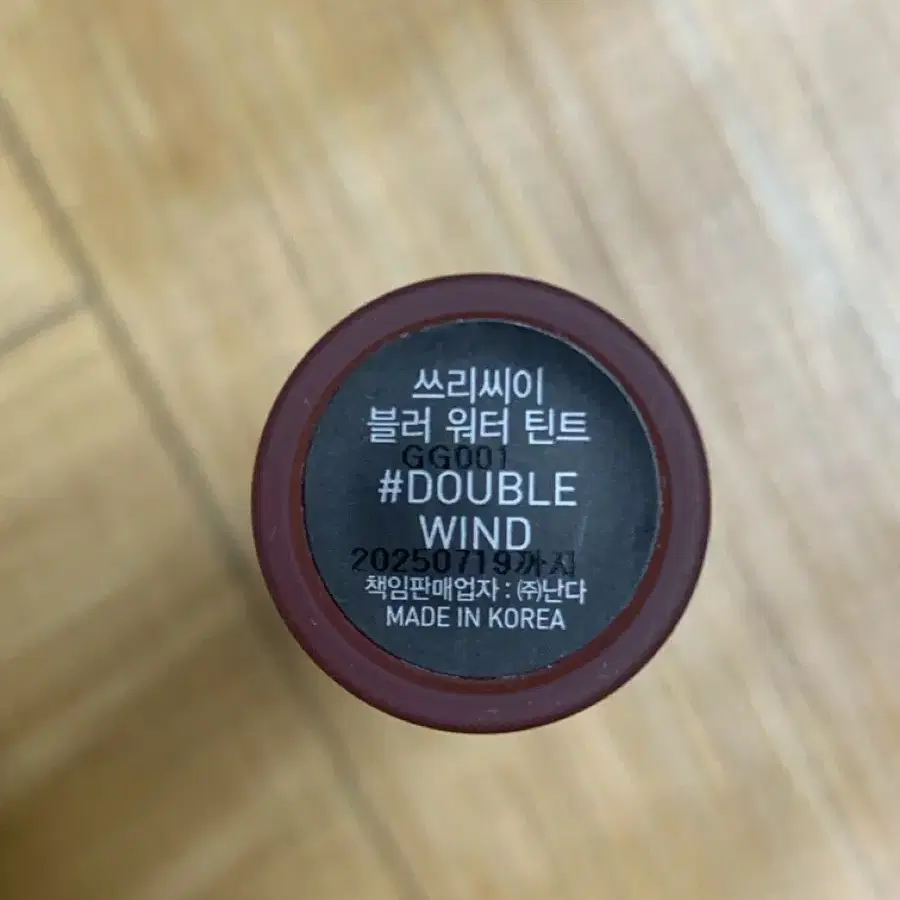 쓰리씨이
블러 워터 틴트
GG001
#DOUBLE
WIND
20250719까지
책임판매업자 : ㈜난다
MADE IN KOREA